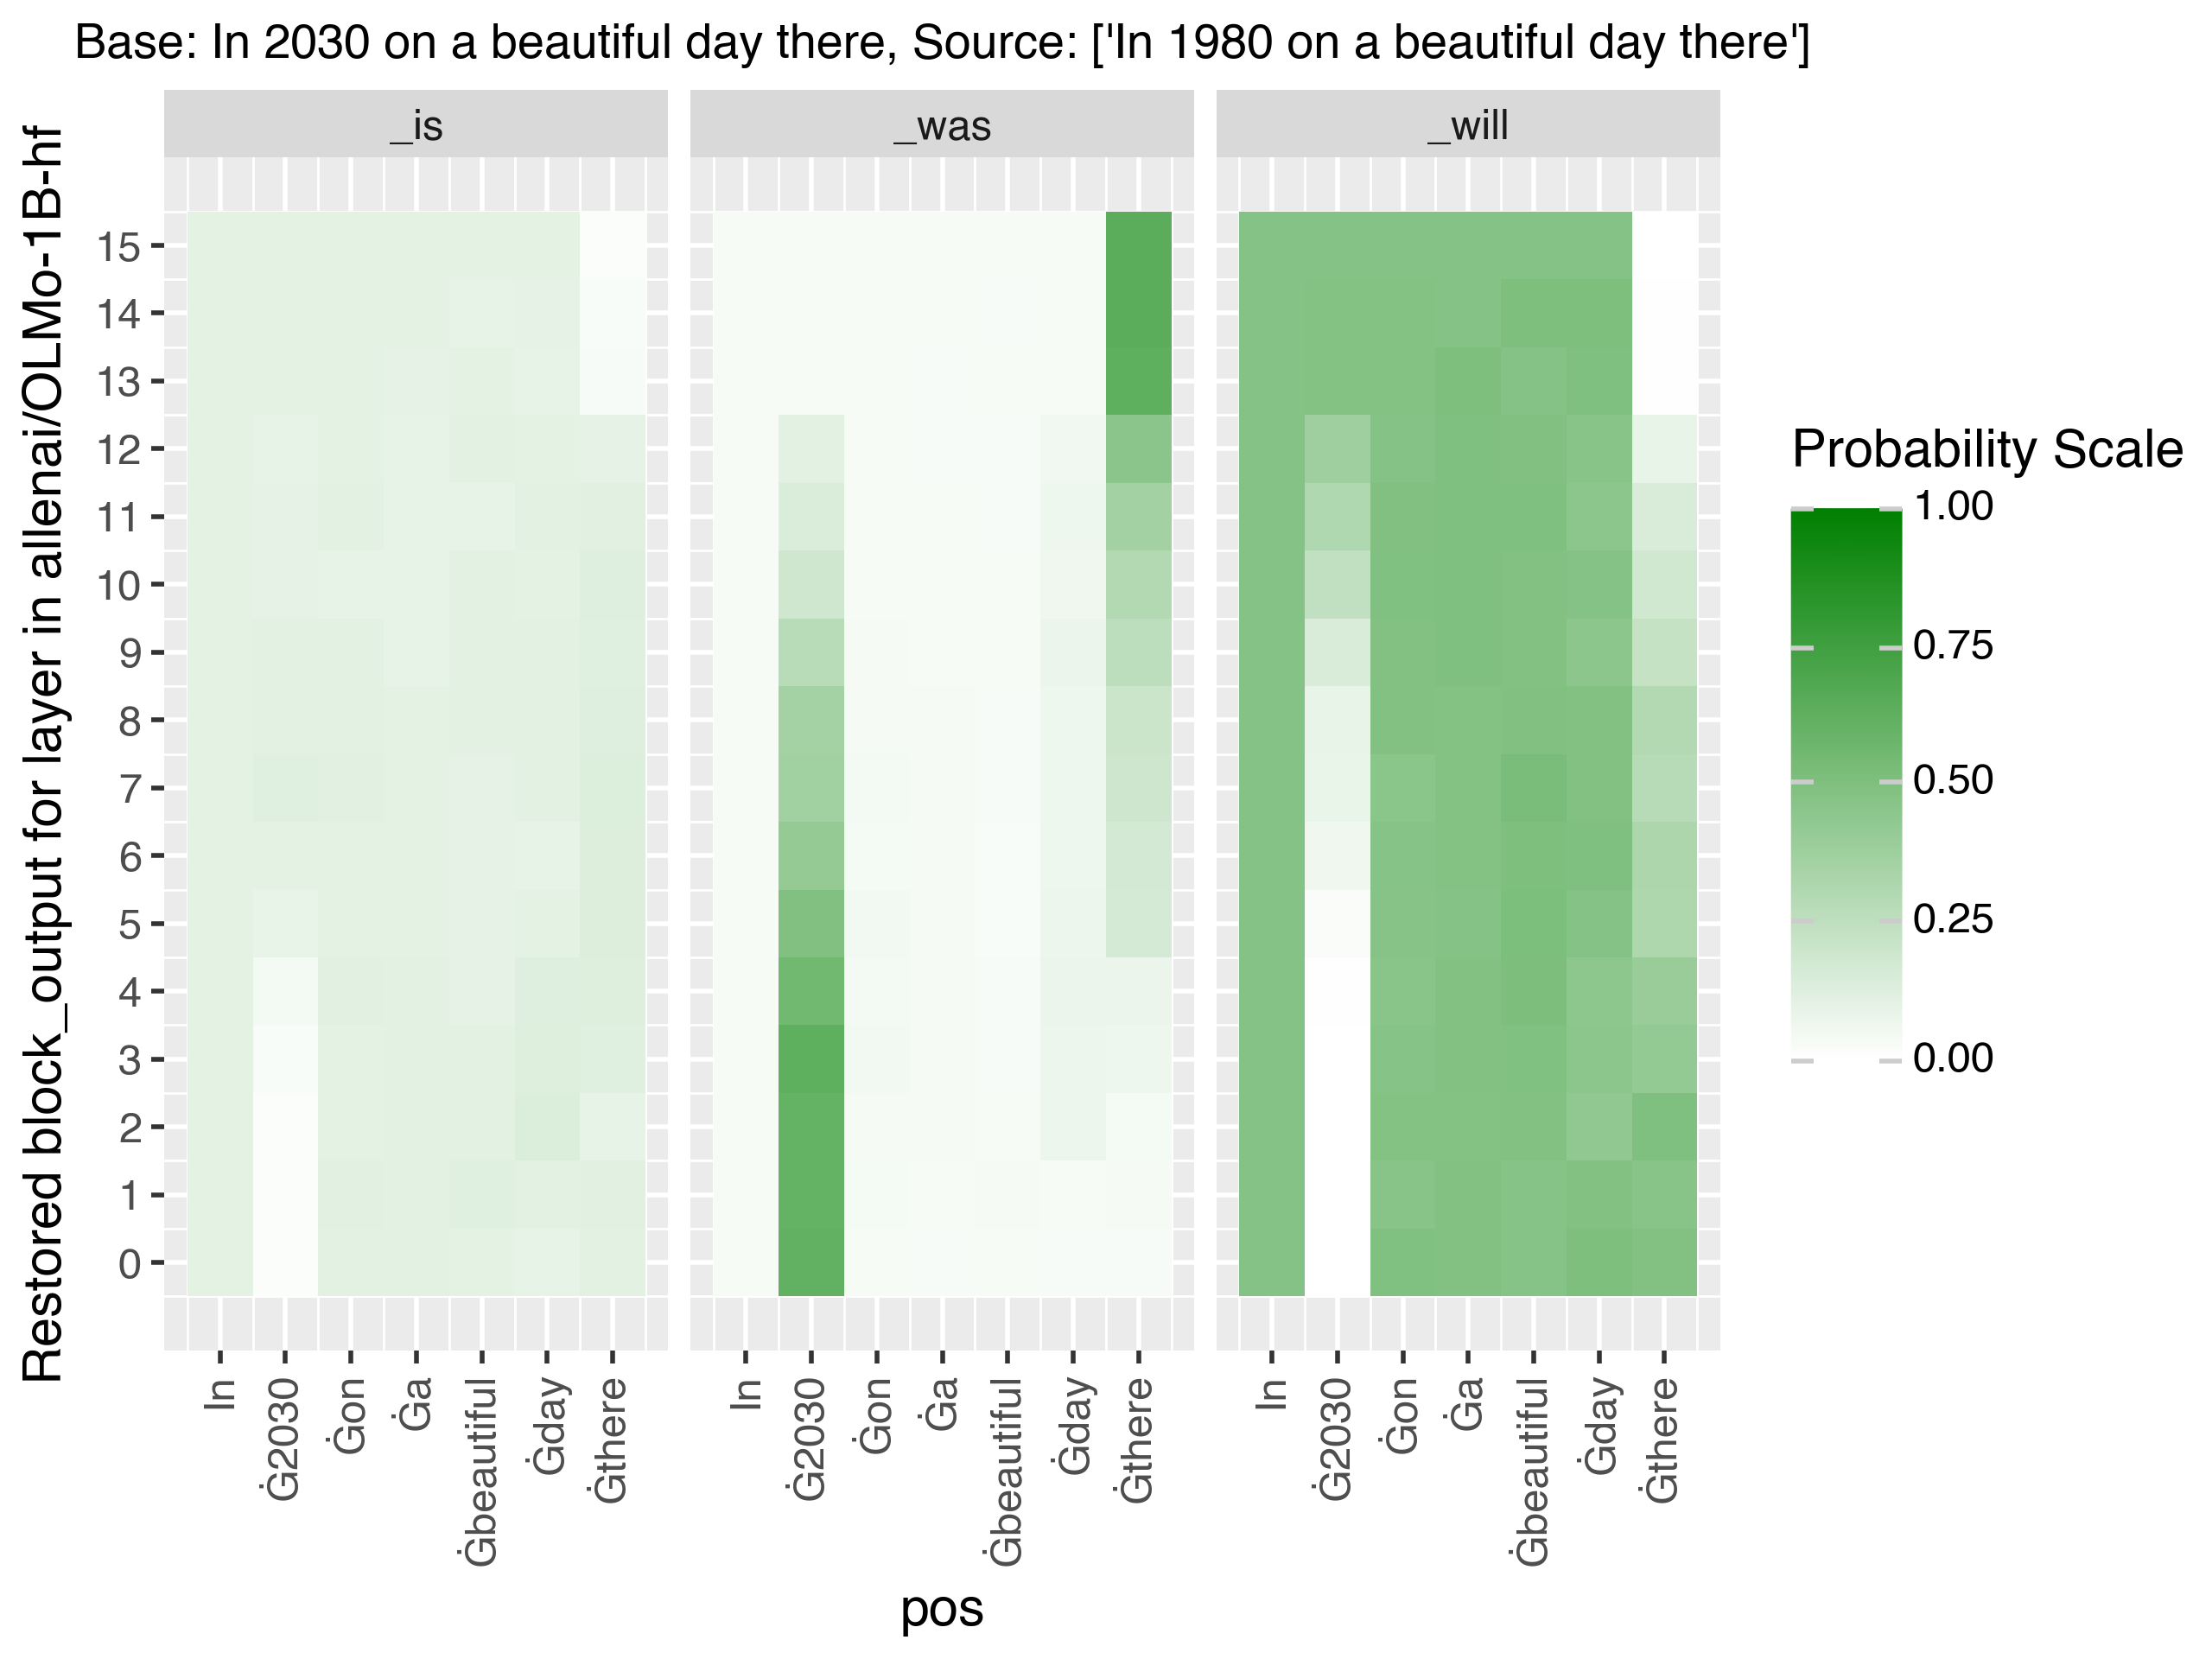 Base: In 2030 on a beautiful day there, Source: ['In 1980 on a beautiful day there']
_is
_was
_will
Restored block_output for layer in allenai/OLMo-1B-hf
15
14
13
12
11
10
9
8
7
6
5
4
3
2
1
0
In
Ġ2030
Ġon
Ġa
Ġbeautiful
Ġday
Ġthere
In
Ġ2030
Ġon
Ġa
Ġbeautiful
Ġday
Ġthere
In
Ġ2030
Ġon
Ġa
Ġbeautiful
Ġday
Ġthere
pos
Probability Scale
1.00
0.75
0.50
0.25
0.00